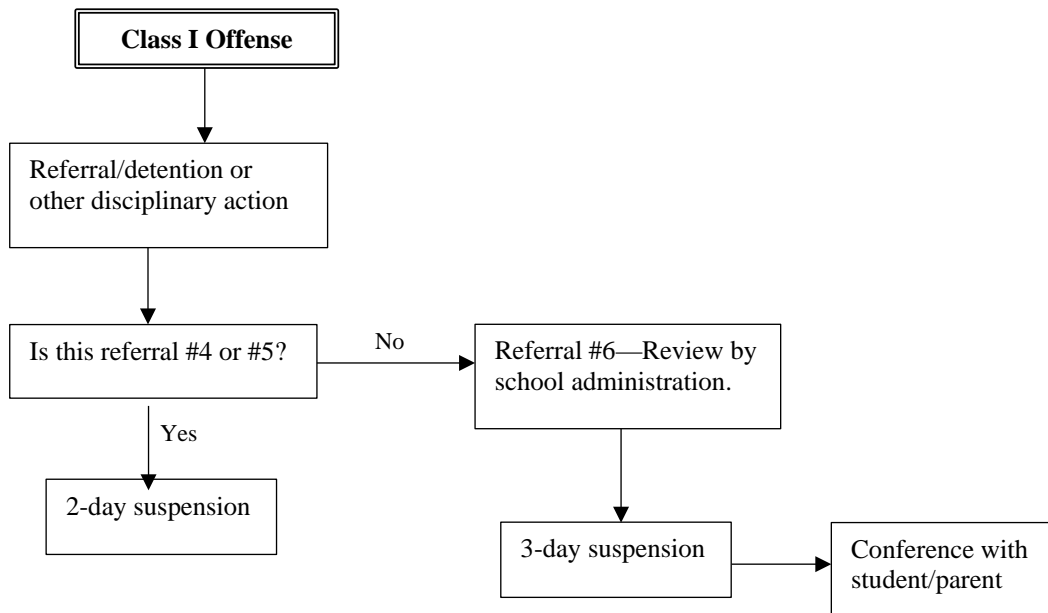 Class I Offense
Referral/detention or
other disciplinary action
Is this referral #4 or #5?
No
Referral #6—Review by
school administration.
Yes
2-day suspension
3-day suspension
Conference with
student/parent